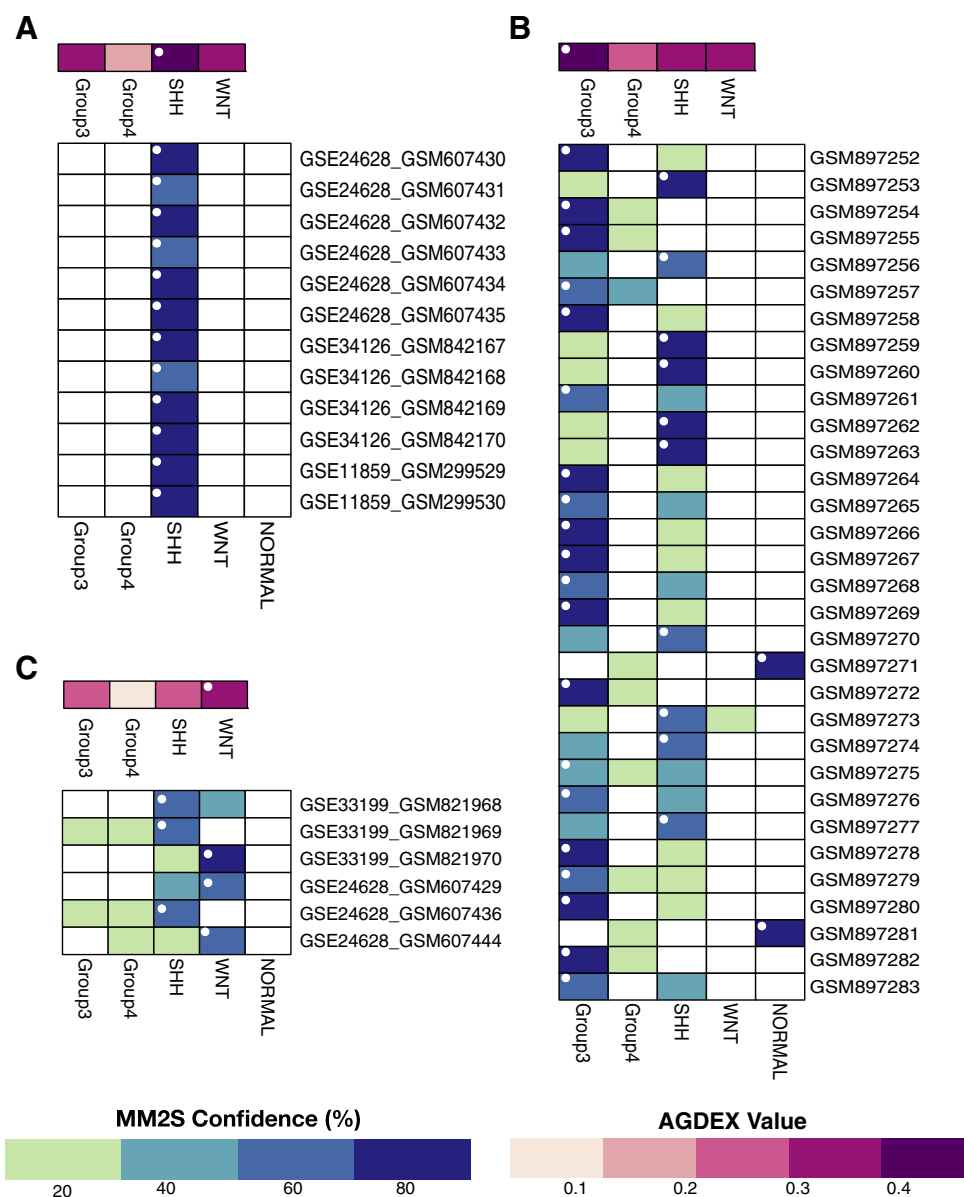 A
Group3 Group4 SHH WNT
GSE24628_GSM607430
GSE24628_GSM607431
GSE24628_GSM607432
GSE24628_GSM607433
GSE24628_GSM607434
GSE24628_GSM607435
GSE34126_GSM842167
GSE34126_GSM842168
GSE34126_GSM842169
GSE34126_GSM842170
GSE11859_GSM299529
GSE11859_GSM299530
Group3 Group4 SHH WNT NORMAL
B
Group3 Group4 SHH WNT
GSM897252
GSM897253
GSM897254
GSM897255
GSM897256
GSM897257
GSM897258
GSM897259
GSM897260
GSM897261
GSM897262
GSM897263
GSM897264
GSM897265
GSM897266
GSM897267
GSM897268
GSM897269
GSM897270
GSM897271
GSM897272
GSM897273
GSM897274
GSM897275
GSM897276
GSM897277
GSM897278
GSM897279
GSM897280
GSM897281
GSM897282
GSM897283
Group3 Group4 SHH WNT NORMAL
C
Group3 Group4 SHH WNT
GSE33199_GSM821968
GSE33199_GSM821969
GSE33199_GSM821970
GSE24628_GSM607429
GSE24628_GSM607436
GSE24628_GSM607444
Group3 Group4 SHH WNT NORMAL
MM2S Confidence (%)
20 40 60 80
AGDEX Value
0.1 0.2 0.3 0.4